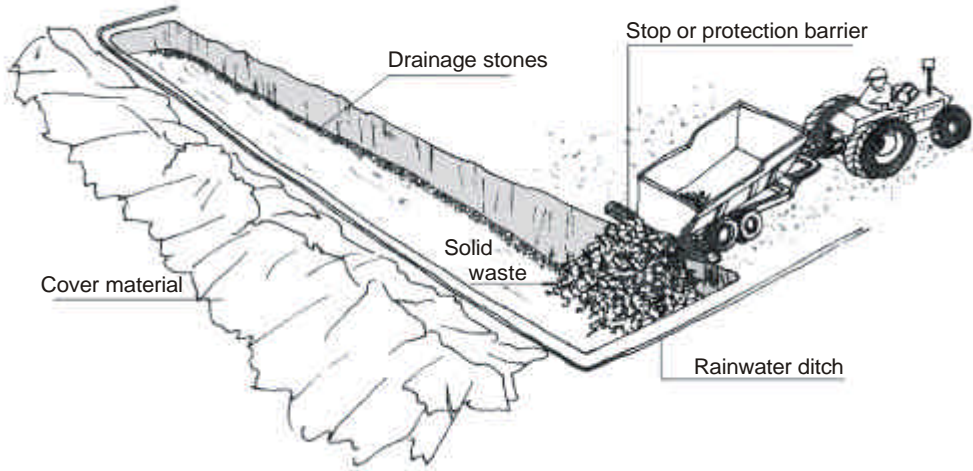 Stop or protection barrier
Drainage stones
Solid
waste
Cover material
Rainwater ditch